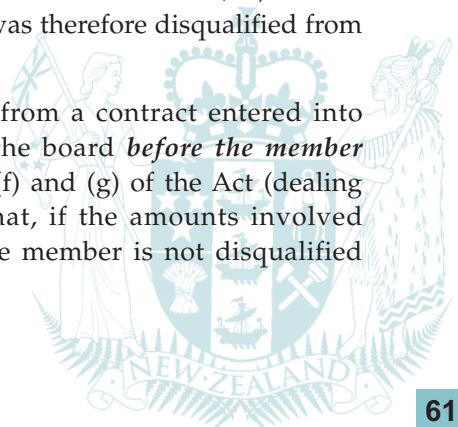 was therefore disqualified from
from a contract entered into
the board before the member
(f) and (g) of the Act (dealing
hat, if the amounts involved
e member is not disqualified
NEW·ZEALAND
61